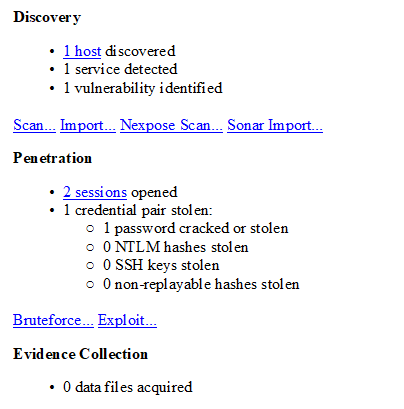 Discovery
1 host discovered
1 service detected
1 vulnerability identified
Scan... Import... Nexpose Scan... Sonar Import...
Penetration
2 sessions opened
1 credential pair stolen:
1 password cracked or stolen
0 NTLM hashes stolen
0 SSH keys stolen
0 non-replayable hashes stolen
Bruteforce... Exploit...
Evidence Collection
0 data files acquired